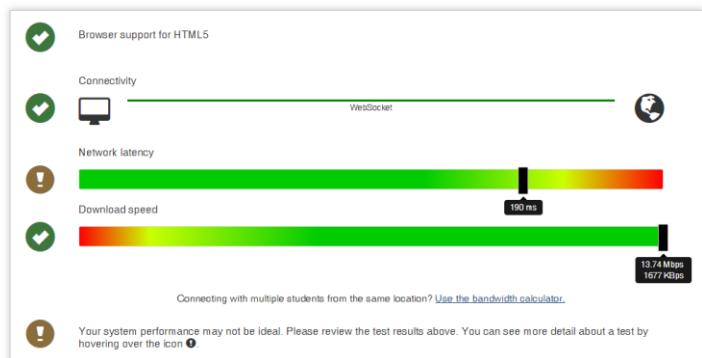 Browser support for HTML5
Connectivity
WebSocket
Network latency
190 ms
Download speed
13.74 Mbps
1677 KBps
Connecting with multiple students from the same location? Use the bandwidth calculator.
Your system performance may not be ideal. Please review the test results above. You can see more detail about a test by
hovering over the icon !.